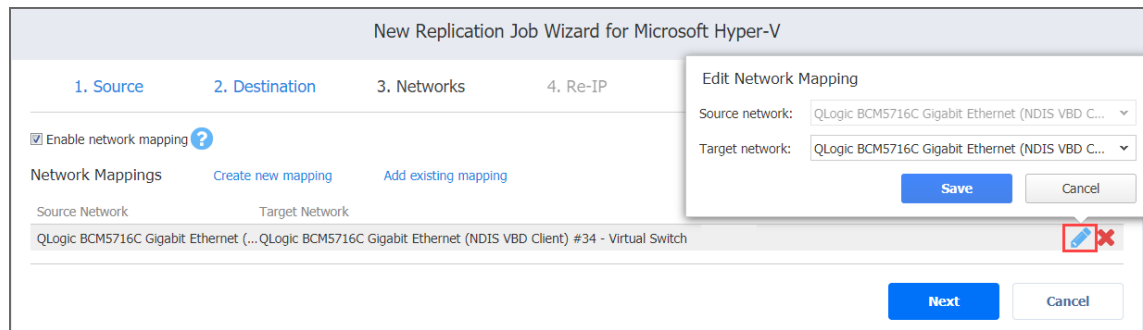 New Replication Job Wizard for Microsoft Hyper-V
1. Source 2. Destination 3. Networks 4. Re-IP
Enable network mapping ?
Network Mappings Create new mapping Add existing mapping
Source Network Target Network
QLogic BCM5716C Gigabit Ethernet (... QLogic BCM5716C Gigabit Ethernet (NDIS VBD Client) #34 - Virtual Switch
Edit Network Mapping
Source network: QLogic BCM5716C Gigabit Ethernet (NDIS VBD C...
Target network: QLogic BCM5716C Gigabit Ethernet (NDIS VBD C...
Save Cancel
Next Cancel